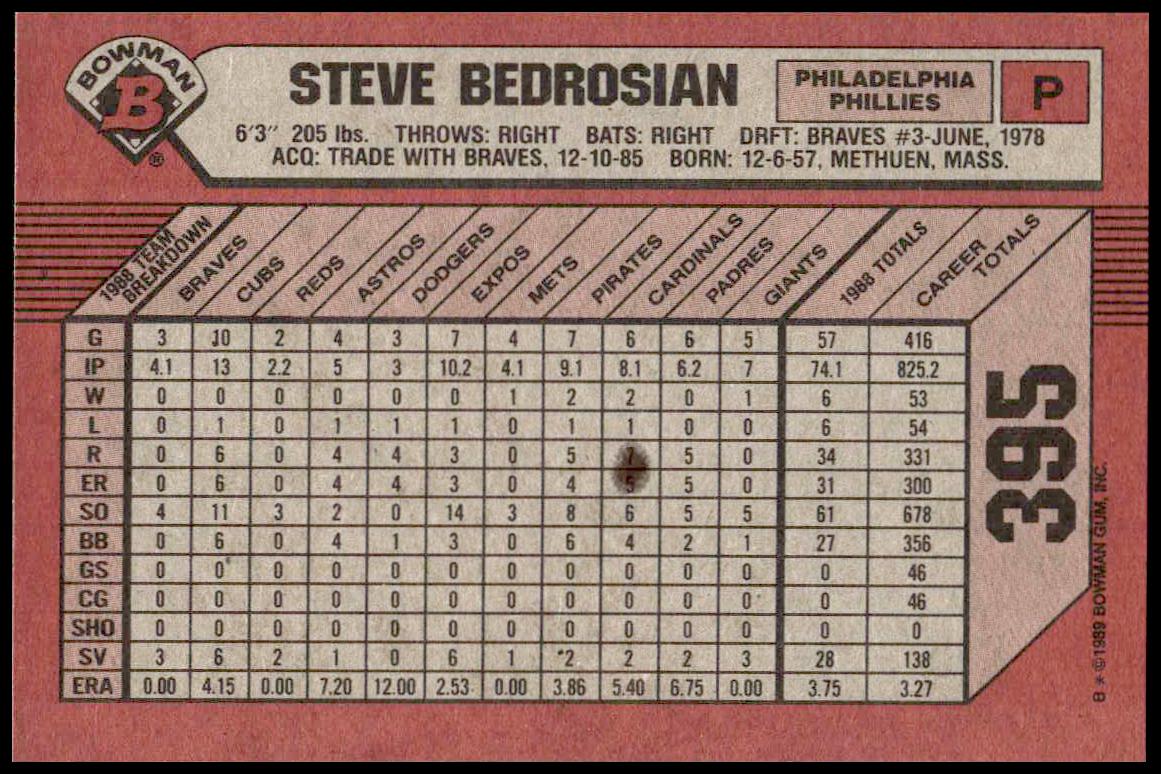 BOWMAN
B
®
STEVE BEDROSIAN
PHILADELPHIA
PHILLIES
P
6'3" 205 lbs. THROWS: RIGHT BATS: RIGHT DRFT: BRAVES #3-JUNE, 1978
ACQ: TRADE WITH BRAVES, 12-10-85 BORN: 12-6-57, METHUEN, MASS.
1988 TEAM
BREAKDOWN BRAVES CUBS REDS ASTROS DODGERS EXPOS METS PIRATES CARDINALS PADRES GIANTS 1988 TOTALS CAREER
TOTALS
G 3 10 2 4 3 7 4 7 6 6 5 57 416
IP 4.1 13 2.2 5 3 10.2 4.1 9.1 8.1 6.2 7 74.1 825.2
W 0 0 0 0 0 0 1 2 2 0 1 6 53
L 0 1 0 1 1 1 0 1 1 0 0 6 54
R 0 6 0 4 4 3 0 5 7 5 0 34 331
ER 0 6 0 4 4 3 0 4 5 5 0 31 300
SO 4 11 3 2 0 14 3 8 6 5 5 61 678
BB 0 6 0 4 1 3 0 6 4 2 1 27 356
GS 0 0 0 0 0 0 0 0 0 0 0 0 46
CG 0 0 0 0 0 0 0 0 0 0 0 0 46
SHO 0 0 0 0 0 0 0 0 0 0 0 0 0
SV 3 6 2 1 0 6 1 2 2 2 3 28 138
ERA 0.00 4.15 0.00 7.20 12.00 2.53 0.00 3.86 5.40 6.75 0.00 3.75 3.27
395
B*©1989 BOWMAN GUM, INC.